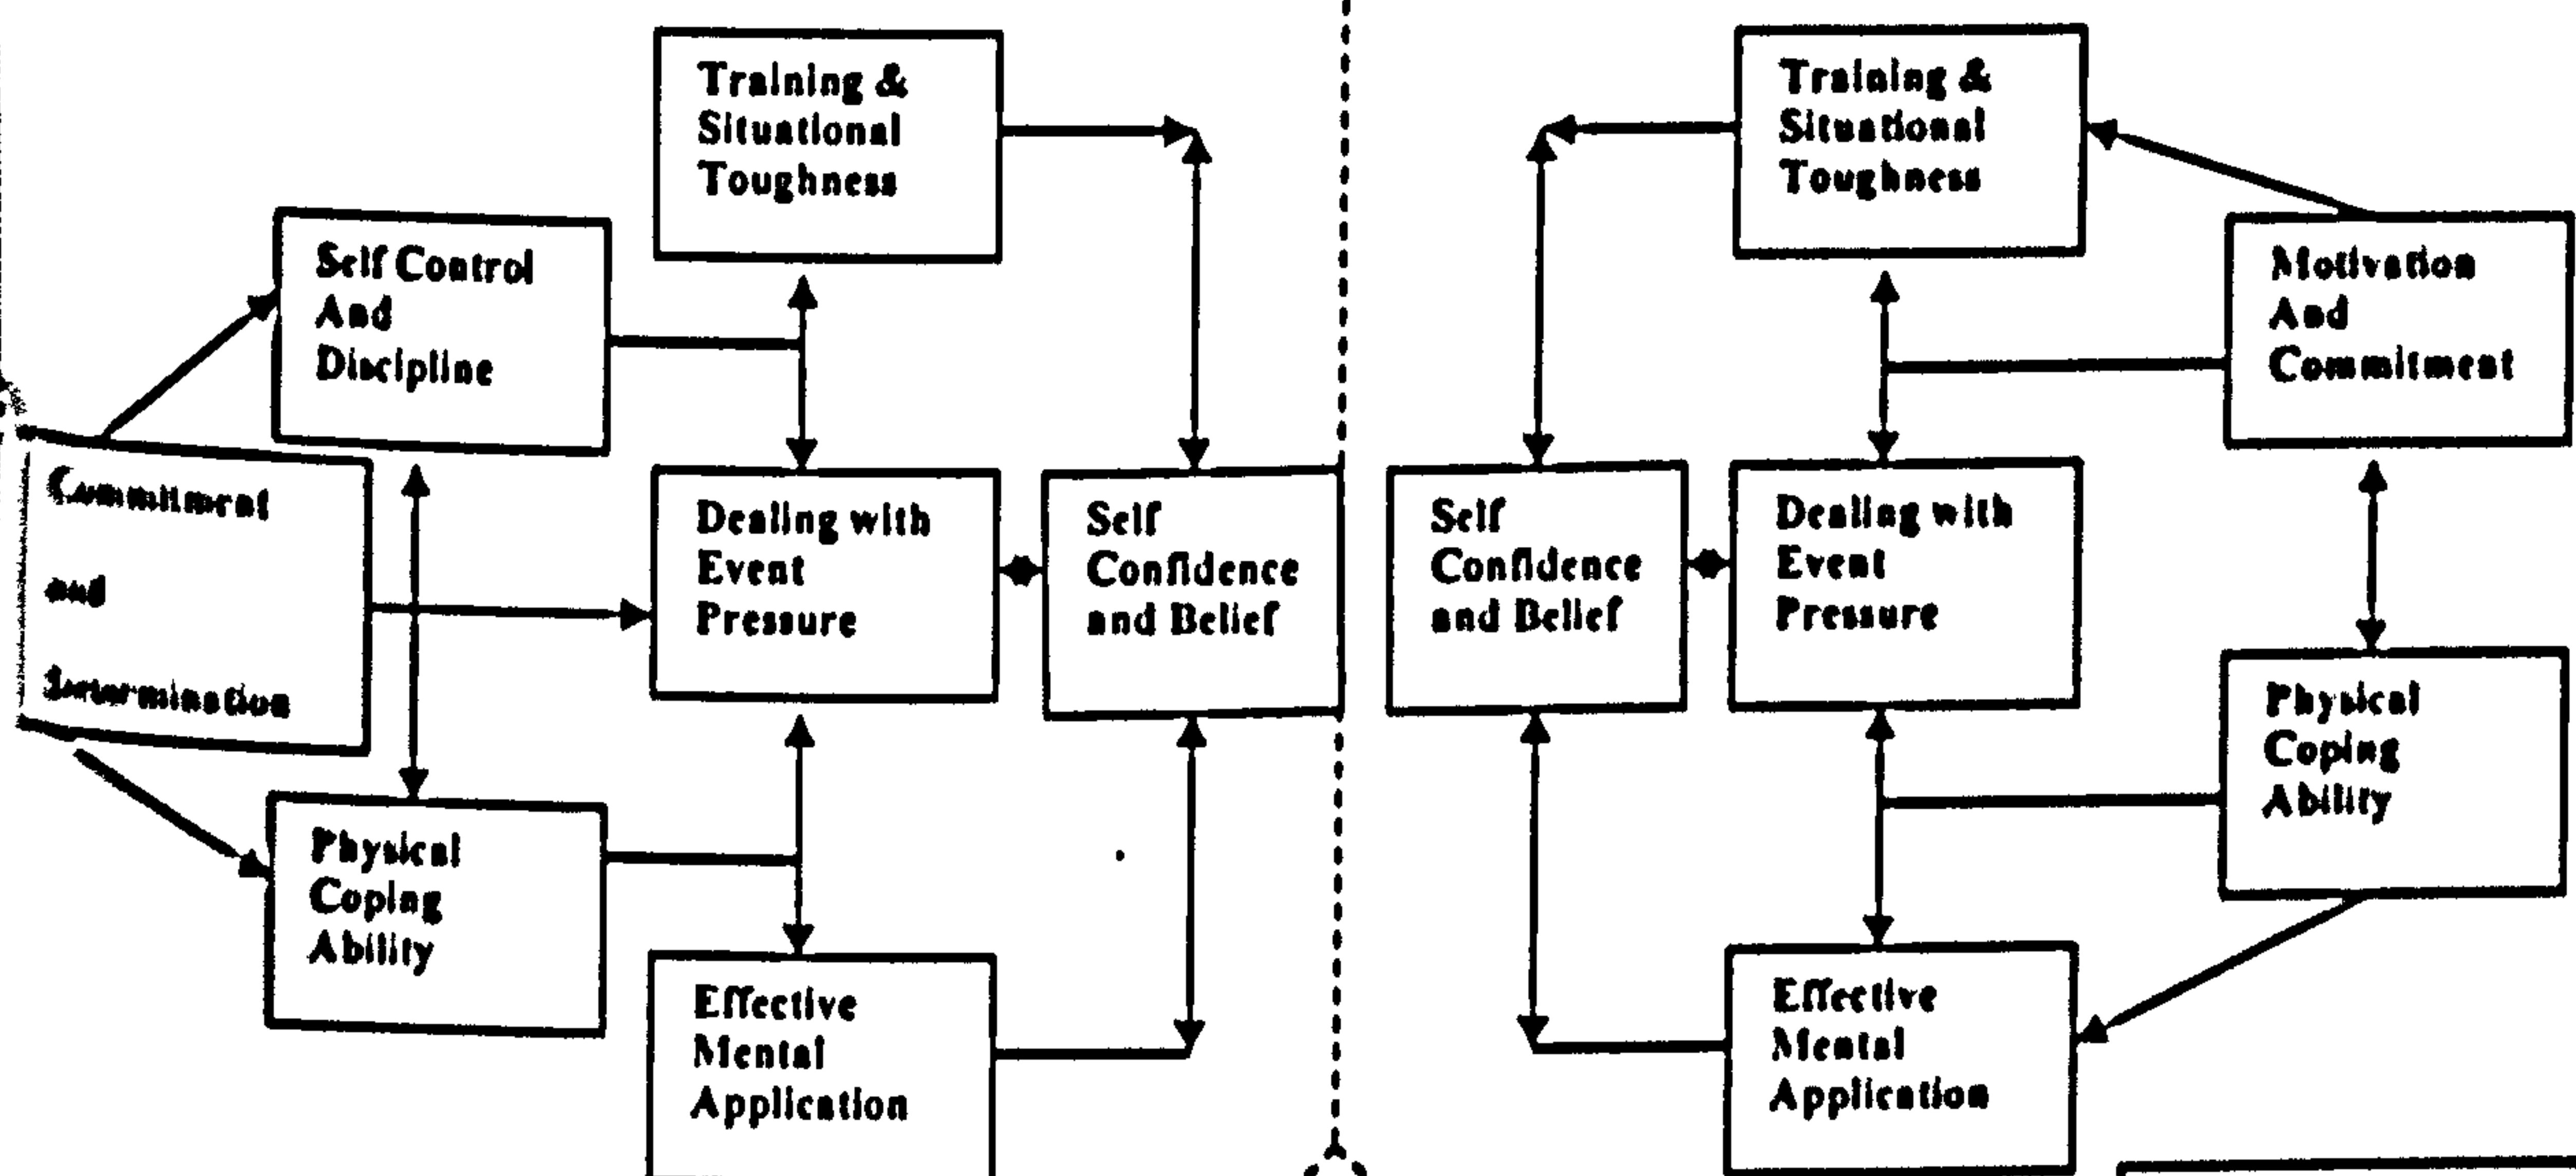 Training &
Situational
Toughness
Self Control
And
Discipline
Commitment
and
Determination
Dealing with
Event
Pressure
Self
Confidence
and Belief
Physical
Coping
Ability
Effective
Mental
Application
Training &
Situational
Toughness
Motivation
And
Commitment
Self
Confidence
and Belief
Dealing with
Event
Pressure
Physical
Coping
Ability
Effective
Mental
Application